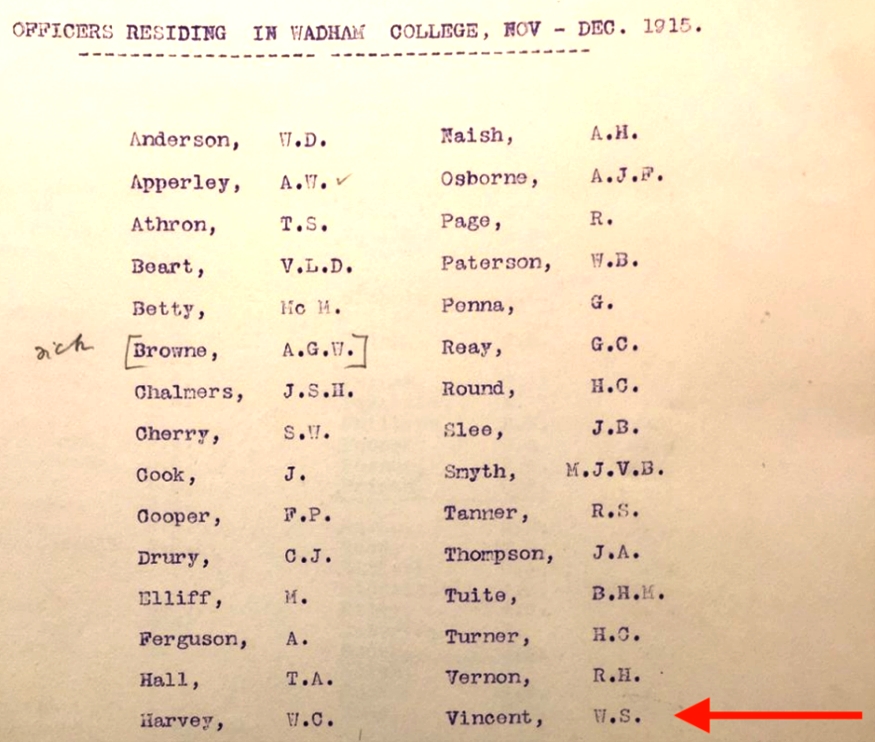 OFFICERS RESIDING IN WADHAM COLLEGE, NOV - DEC. 1915.
Anderson, W.D. Naish, A.H.
Apperley, A.W. ✓ Osborne, A.J.F.
Athron, T.S. Page, R.
Beart, V.L.D. Paterson, W.B.
Betty, Mc M. Penna, G.
sick [Browne, A.G.W.] Reay, G.C.
Chalmers, J.S.H. Round, H.C.
Cherry, S.W. Slee, J.B.
Cook, J. Smyth, M.J.V.B.
Cooper, F.P. Tanner, R.S.
Drury, C.J. Thompson, J.A.
Elliff, M. Tuite, B.H.M.
Ferguson, A. Turner, H.C.
Hall, T.A. Vernon, R.H.
Harvey, W.C. Vincent, W.S.